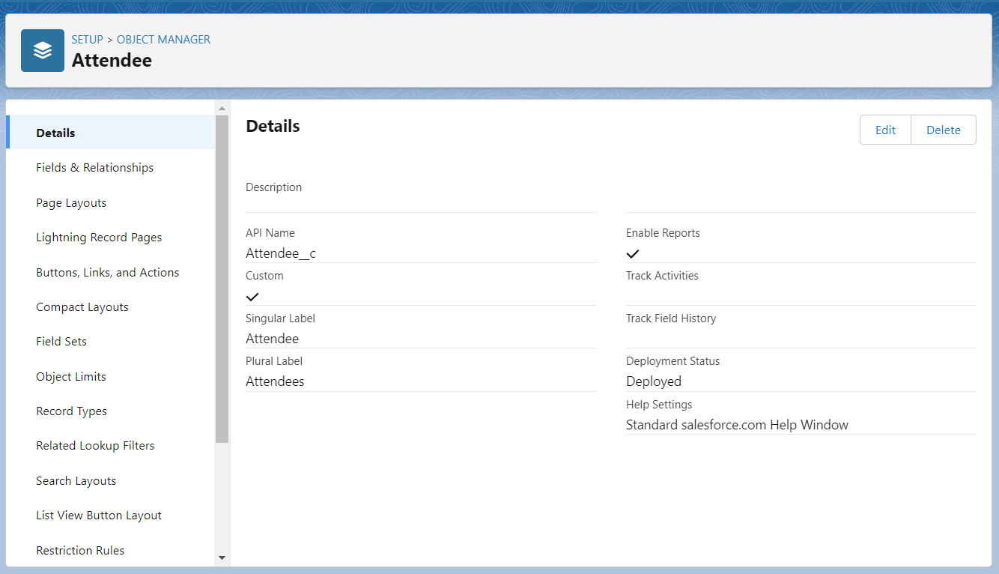 SETUP > OBJECT MANAGER
Attendee
Details
Fields & Relationships
Page Layouts
Lightning Record Pages
Buttons, Links, and Actions
Compact Layouts
Field Sets
Object Limits
Record Types
Related Lookup Filters
Search Layouts
List View Button Layout
Restriction Rules
Details
Edit
Delete
Description
API Name
Attendee__c
Custom
Singular Label
Attendee
Plural Label
Attendees
Enable Reports
Track Activities
Track Field History
Deployment Status
Deployed
Help Settings
Standard salesforce.com Help Window